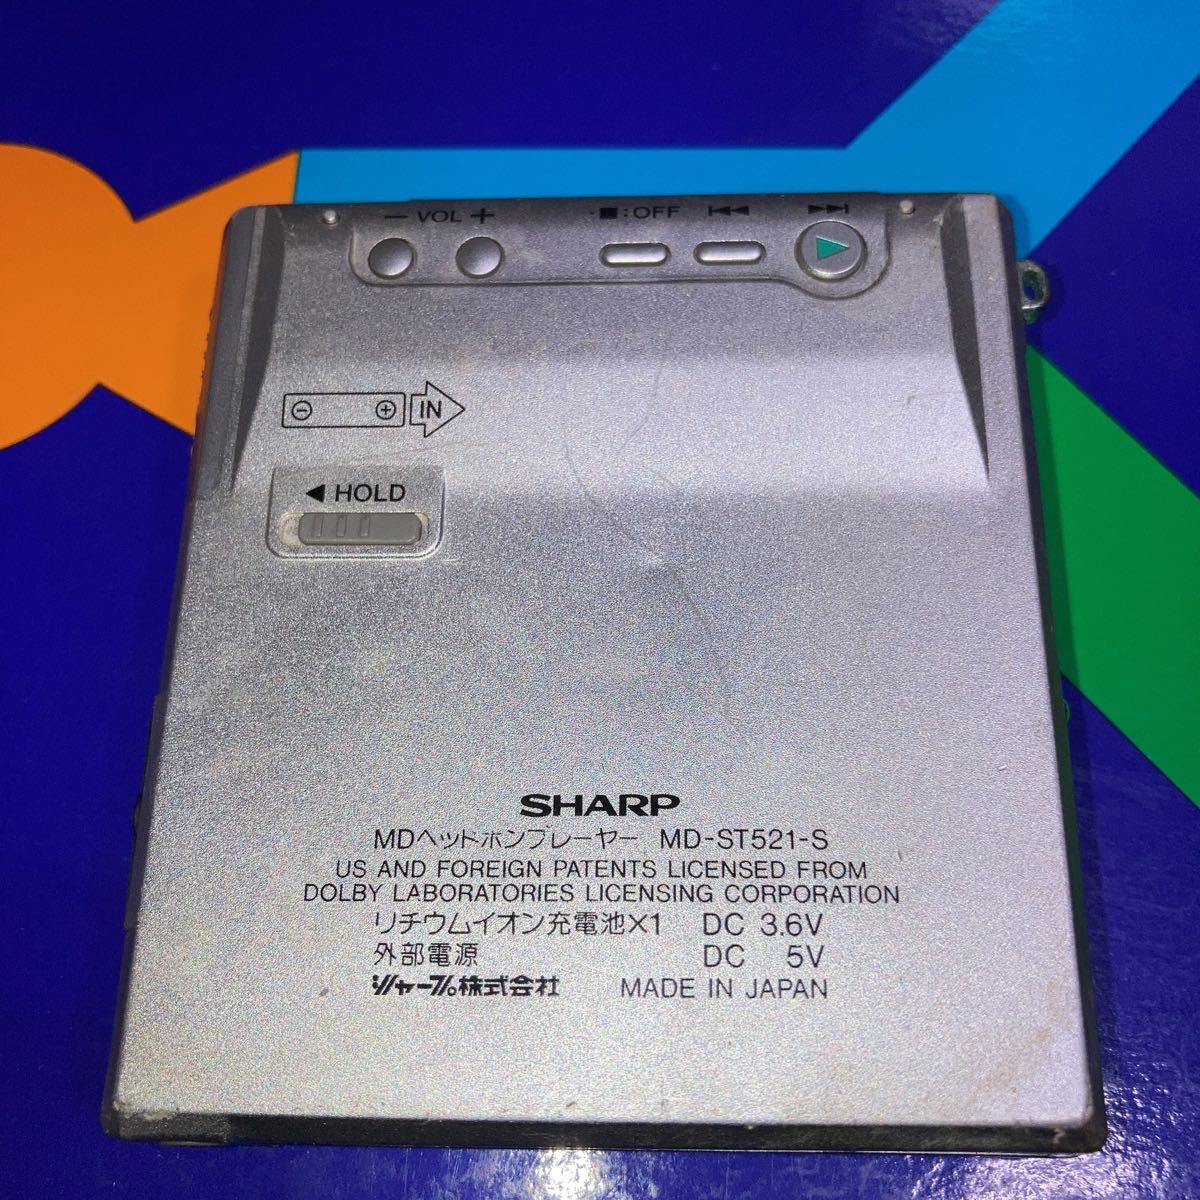 − VOL +
■:OFF ⏮ ⏭
⊖ ⊕ IN
◀ HOLD
SHARP
MDヘッドホンプレーヤー MD-ST521-S
US AND FOREIGN PATENTS LICENSED FROM
DOLBY LABORATORIES LICENSING CORPORATION
リチウムイオン充電池×1 DC 3.6V
外部電源 DC 5V
シャープ株式会社 MADE IN JAPAN